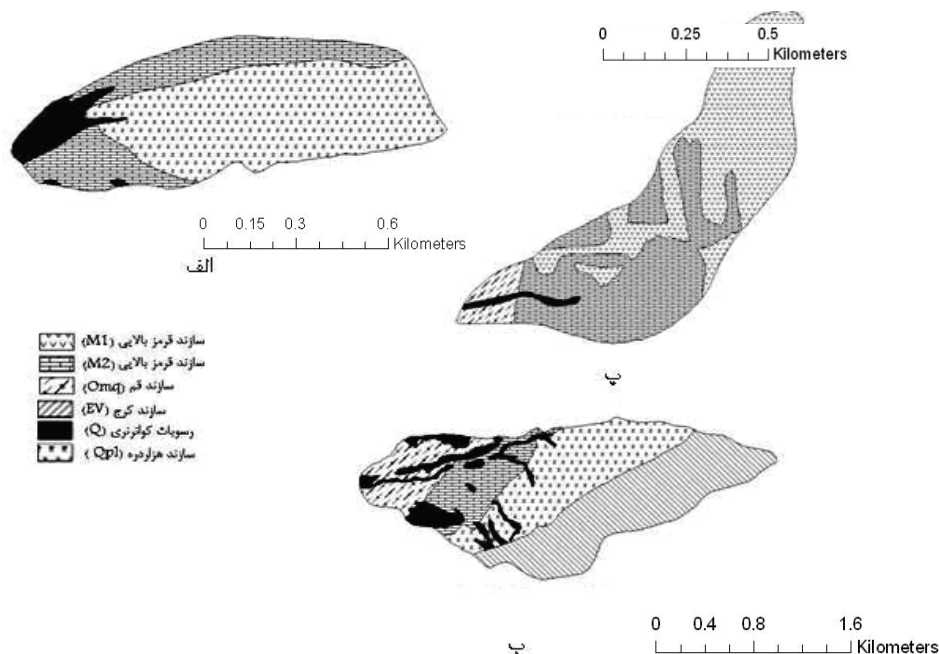 0 0.25 0.5
Kilometers
0 0.15 0.3 0.6
Kilometers
الف
پ
سازند قرمز بالایی (M1)
سازند قرمز بالایی (M2)
سازند قم (Omq)
سازند کرج (EV)
رسوبات کواترنری (Q)
سازند هزاردره (Qpl)
ب
0 0.4 0.8 1.6
Kilometers